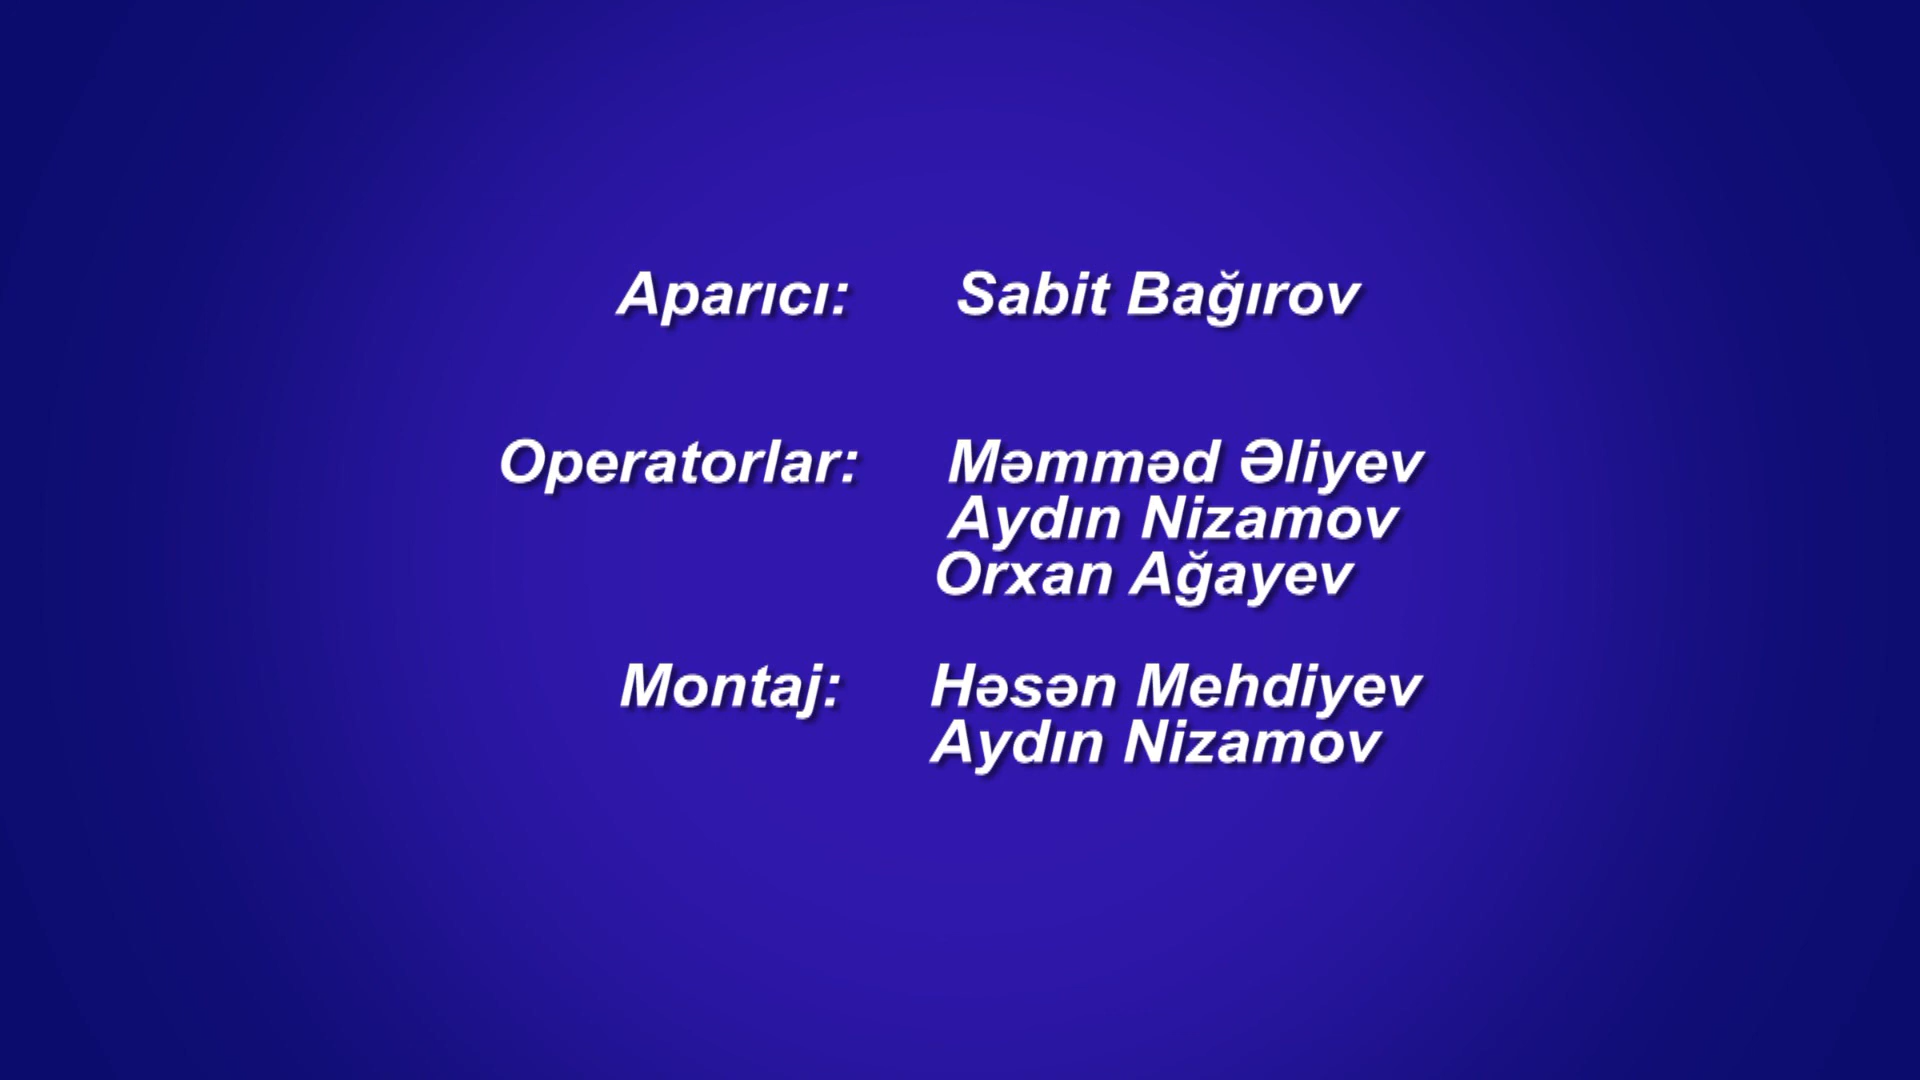 Aparıcı: Sabit Bağırov
Operatorlar: Məmməd Əliyev
Aydın Nizamov
Orxan Ağayev
Montaj: Həsən Mehdiyev
Aydın Nizamov